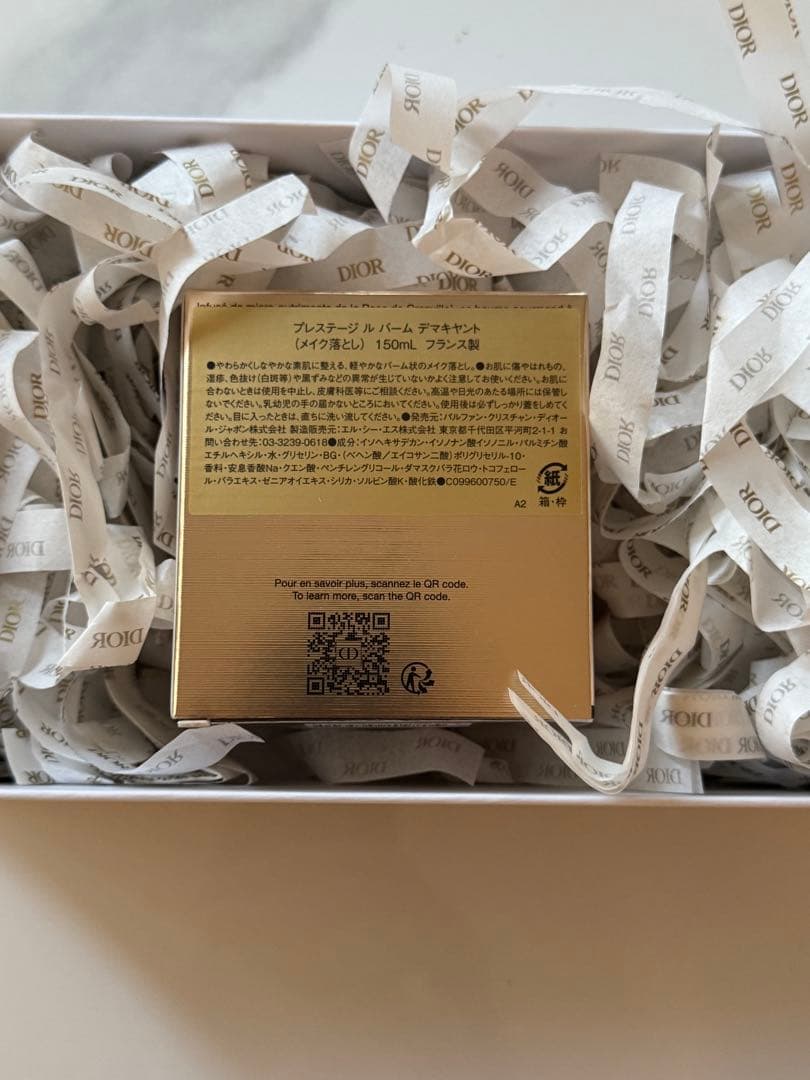 DIOR
DIOR
DIOR
DIOR
DIOR
DIOR
DIOR
DIOR
DIOR
DIOR
プレステージ ル バーム デマキヤント
(メイク落とし) 150mL フランス製
●やわらかくしなやかな素肌に整える、軽やかなバーム状のメイク落とし。●お肌に傷やはれもの、
湿疹、色抜け(白斑等)や黒ずみなどの異常が生じていないかよく注意してお使いください。お肌に
合わないときは使用を中止し、皮膚科医等にご相談ください。高温や日光のあたる場所には保管し
ないでください。乳幼児の手の届かないところにおいてください。使用後は必ずしっかり蓋をしめてく
ださい。目に入ったときは、直ちに洗い流してください。●発売元:パルファン・クリスチャン・ディオー
ル・ジャポン株式会社 製造販売元:エル・シー・エス株式会社 東京都千代田区平河町2-1-1 お
問い合わせ先:03-3239-0618●成分:イソヘキサデカン・イソノナン酸イソノニル・パルミチン酸
エチルヘキシル・水・グリセリン・BG・(ベヘン酸/エイコサン二酸)ポリグリセリル-10・
香料・安息香酸Na・クエン酸・ペンチレングリコール・ダマスクバラ花ロウ・トコフェロー
ル・バラエキス・ゼニアオイエキス・シリカ・ソルビン酸K・酸化鉄●C099600750/E
紙
A2 箱・枠
Pour en savoir plus, scannez le QR code.
To learn more, scan the QR code.
CD
DIOR
DIOR
DIOR
DIOR
DIOR
DIOR